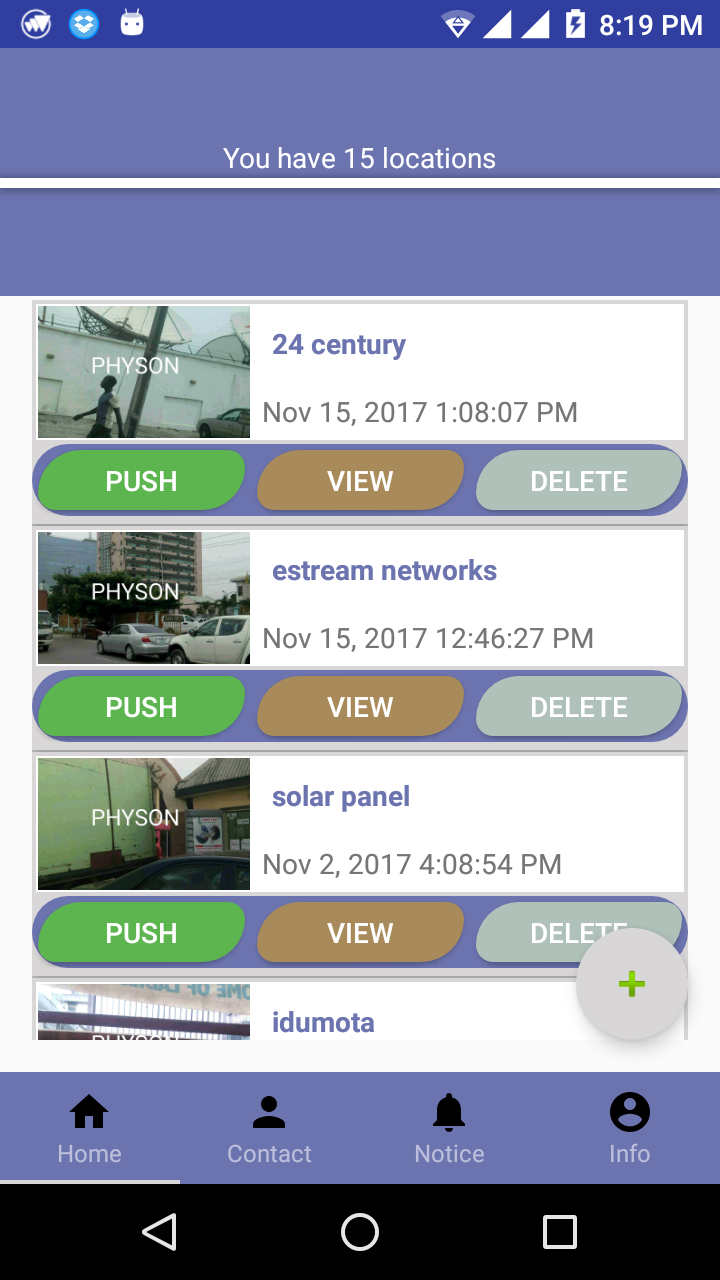 8:19 PM
You have 15 locations
PHYSON
24 century
Nov 15, 2017 1:08:07 PM
PUSH VIEW DELETE
PHYSON
estream networks
Nov 15, 2017 12:46:27 PM
PUSH VIEW DELETE
PHYSON
solar panel
Nov 2, 2017 4:08:54 PM
PUSH VIEW DELETE
idumota
PHYSON
Home Contact Notice Info